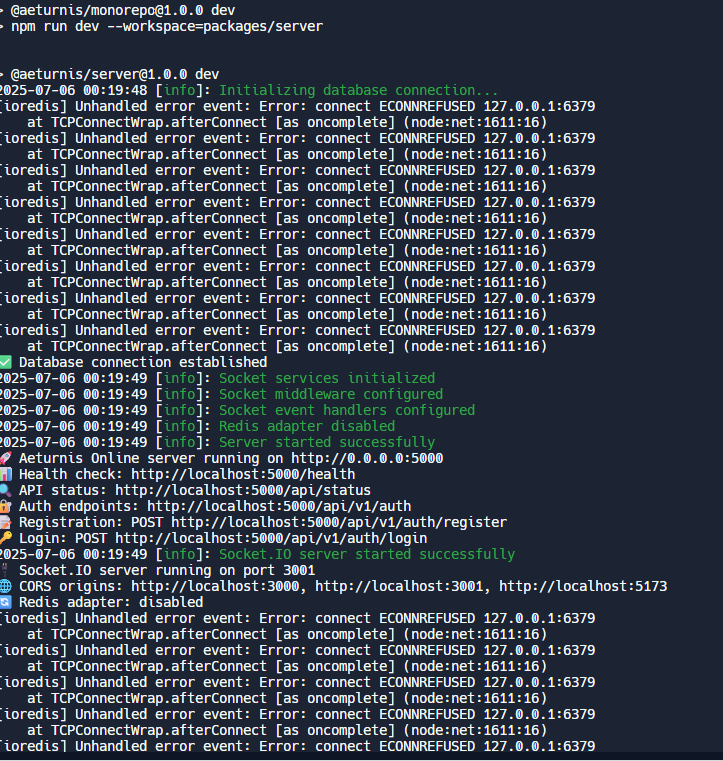 > @aeturnis/monorepo@1.0.0 dev
> npm run dev --workspace=packages/server
> @aeturnis/server@1.0.0 dev
2025-07-06 00:19:48 [info]: Initializing database connection...
[ioredis] Unhandled error event: Error: connect ECONNREFUSED 127.0.0.1:6379
    at TCPConnectWrap.afterConnect [as oncomplete] (node:net:1611:16)
[ioredis] Unhandled error event: Error: connect ECONNREFUSED 127.0.0.1:6379
    at TCPConnectWrap.afterConnect [as oncomplete] (node:net:1611:16)
[ioredis] Unhandled error event: Error: connect ECONNREFUSED 127.0.0.1:6379
    at TCPConnectWrap.afterConnect [as oncomplete] (node:net:1611:16)
[ioredis] Unhandled error event: Error: connect ECONNREFUSED 127.0.0.1:6379
    at TCPConnectWrap.afterConnect [as oncomplete] (node:net:1611:16)
[ioredis] Unhandled error event: Error: connect ECONNREFUSED 127.0.0.1:6379
    at TCPConnectWrap.afterConnect [as oncomplete] (node:net:1611:16)
[ioredis] Unhandled error event: Error: connect ECONNREFUSED 127.0.0.1:6379
    at TCPConnectWrap.afterConnect [as oncomplete] (node:net:1611:16)
[ioredis] Unhandled error event: Error: connect ECONNREFUSED 127.0.0.1:6379
    at TCPConnectWrap.afterConnect [as oncomplete] (node:net:1611:16)
[ioredis] Unhandled error event: Error: connect ECONNREFUSED 127.0.0.1:6379
    at TCPConnectWrap.afterConnect [as oncomplete] (node:net:1611:16)
✅ Database connection established
2025-07-06 00:19:49 [info]: Socket services initialized
2025-07-06 00:19:49 [info]: Socket middleware configured
2025-07-06 00:19:49 [info]: Socket event handlers configured
2025-07-06 00:19:49 [info]: Redis adapter disabled
2025-07-06 00:19:49 [info]: Server started successfully
🚀 Aeturnis Online server running on http://0.0.0.0:5000
📊 Health check: http://localhost:5000/health
🔍 API status: http://localhost:5000/api/status
🔐 Auth endpoints: http://localhost:5000/api/v1/auth
📝 Registration: POST http://localhost:5000/api/v1/auth/register
🔑 Login: POST http://localhost:5000/api/v1/auth/login
2025-07-06 00:19:49 [info]: Socket.IO server started successfully
🔌 Socket.IO server running on port 3001
🌐 CORS origins: http://localhost:3000, http://localhost:3001, http://localhost:5173
🔄 Redis adapter: disabled
[ioredis] Unhandled error event: Error: connect ECONNREFUSED 127.0.0.1:6379
    at TCPConnectWrap.afterConnect [as oncomplete] (node:net:1611:16)
[ioredis] Unhandled error event: Error: connect ECONNREFUSED 127.0.0.1:6379
    at TCPConnectWrap.afterConnect [as oncomplete] (node:net:1611:16)
[ioredis] Unhandled error event: Error: connect ECONNREFUSED 127.0.0.1:6379
    at TCPConnectWrap.afterConnect [as oncomplete] (node:net:1611:16)
[ioredis] Unhandled error event: Error: connect ECONNREFUSED 127.0.0.1:6379
    at TCPConnectWrap.afterConnect [as oncomplete] (node:net:1611:16)
[ioredis] Unhandled error event: Error: connect ECONNREFUSED 127.0.0.1:6379